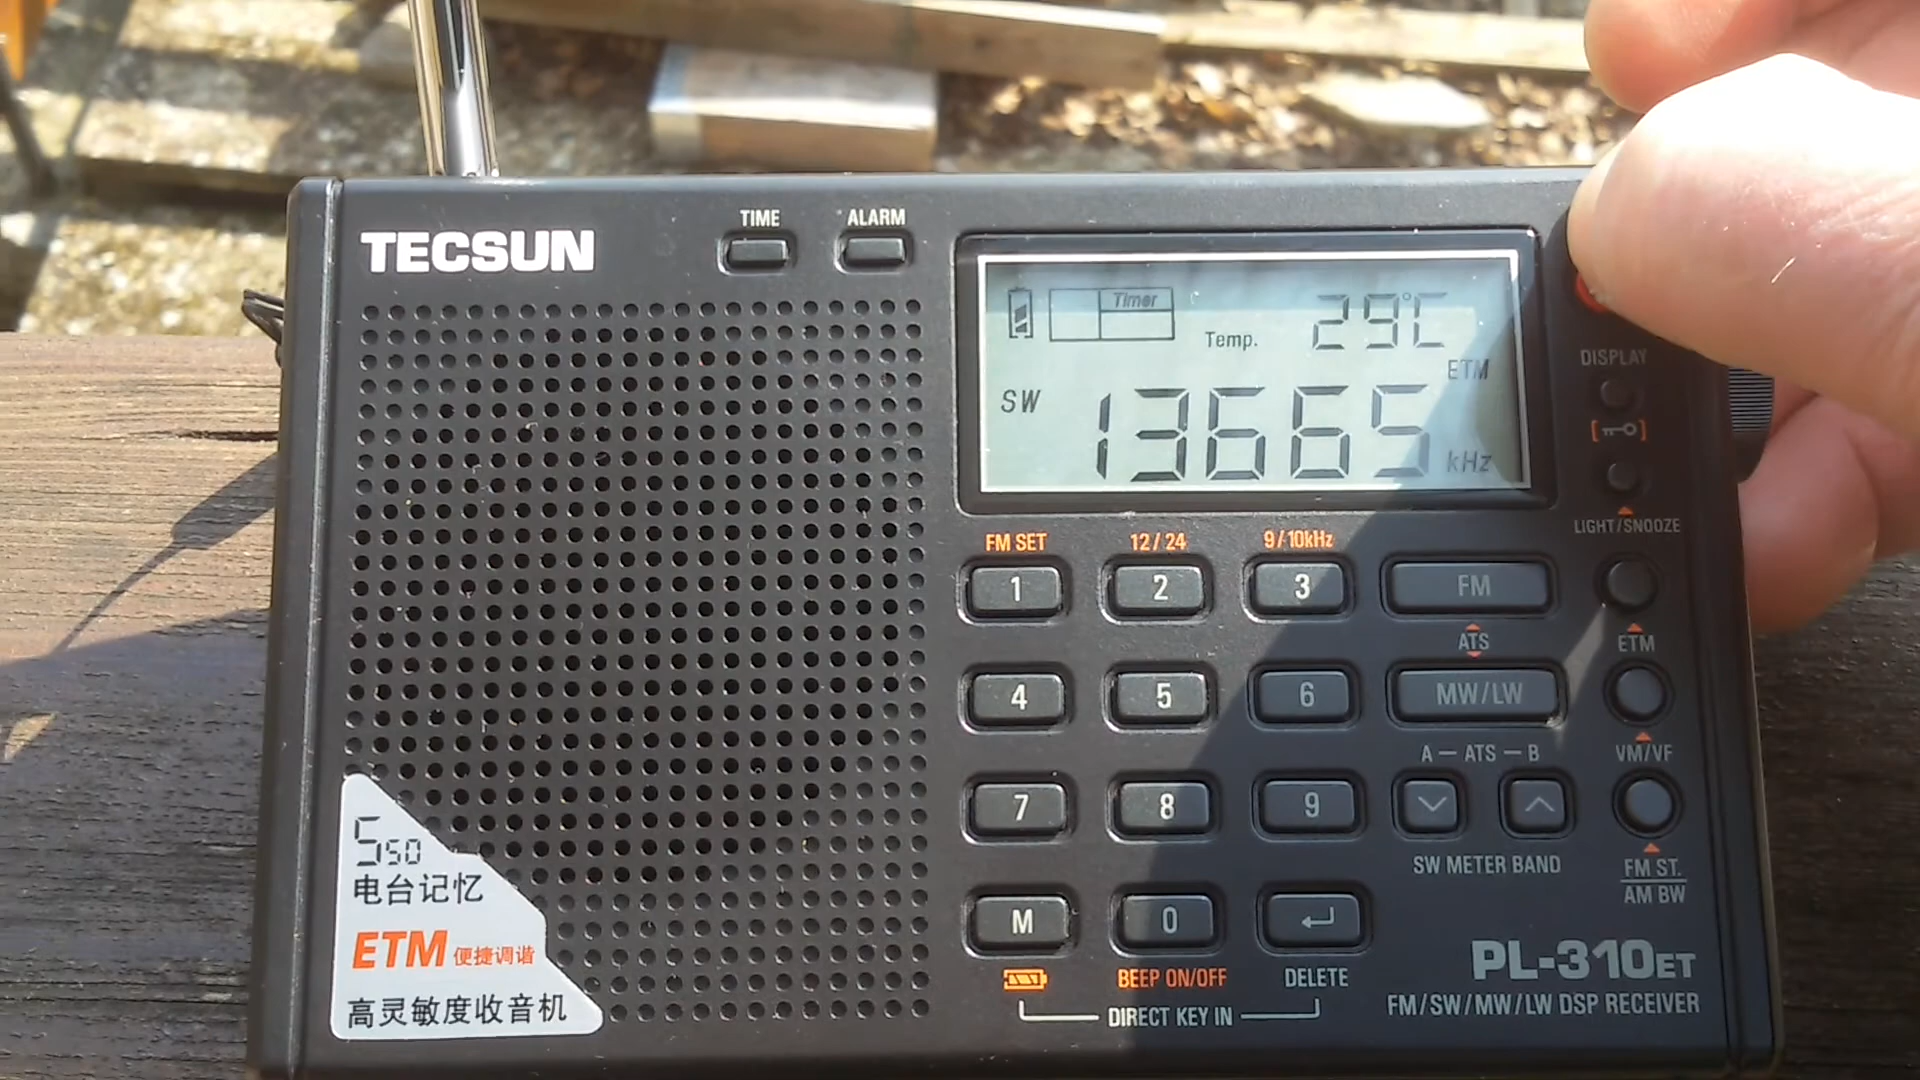 TIME
ALARM
TECSUN
Timer
Temp.
29°C
ETM
SW
13665
kHz
DISPLAY
LIGHT/SNOOZE
FM SET
12/24
9/10kHz
1
2
3
FM
ATS
ETM
4
5
6
MW/LW
A — ATS — B
VM/VF
7
8
9
SW METER BAND
FM ST.
AM BW
550
电台记忆
ETM 便捷调谐
高灵敏度收音机
M
0
BEEP ON/OFF
DELETE
DIRECT KEY IN
PL-310ET
FM/SW/MW/LW DSP RECEIVER